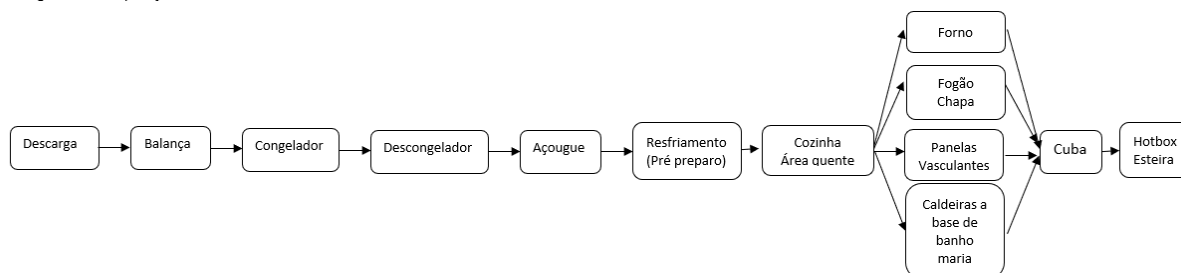 Descarga
Balança
Congelador
Descongelador
Açougue
Resfriamento
(Pré preparo)
Cozinha
Área quente
Forno
Fogão
Chapa
Panelas
Vasculantes
Caldeiras a
base de
banho
maria
Cuba
Hotbox
Esteira